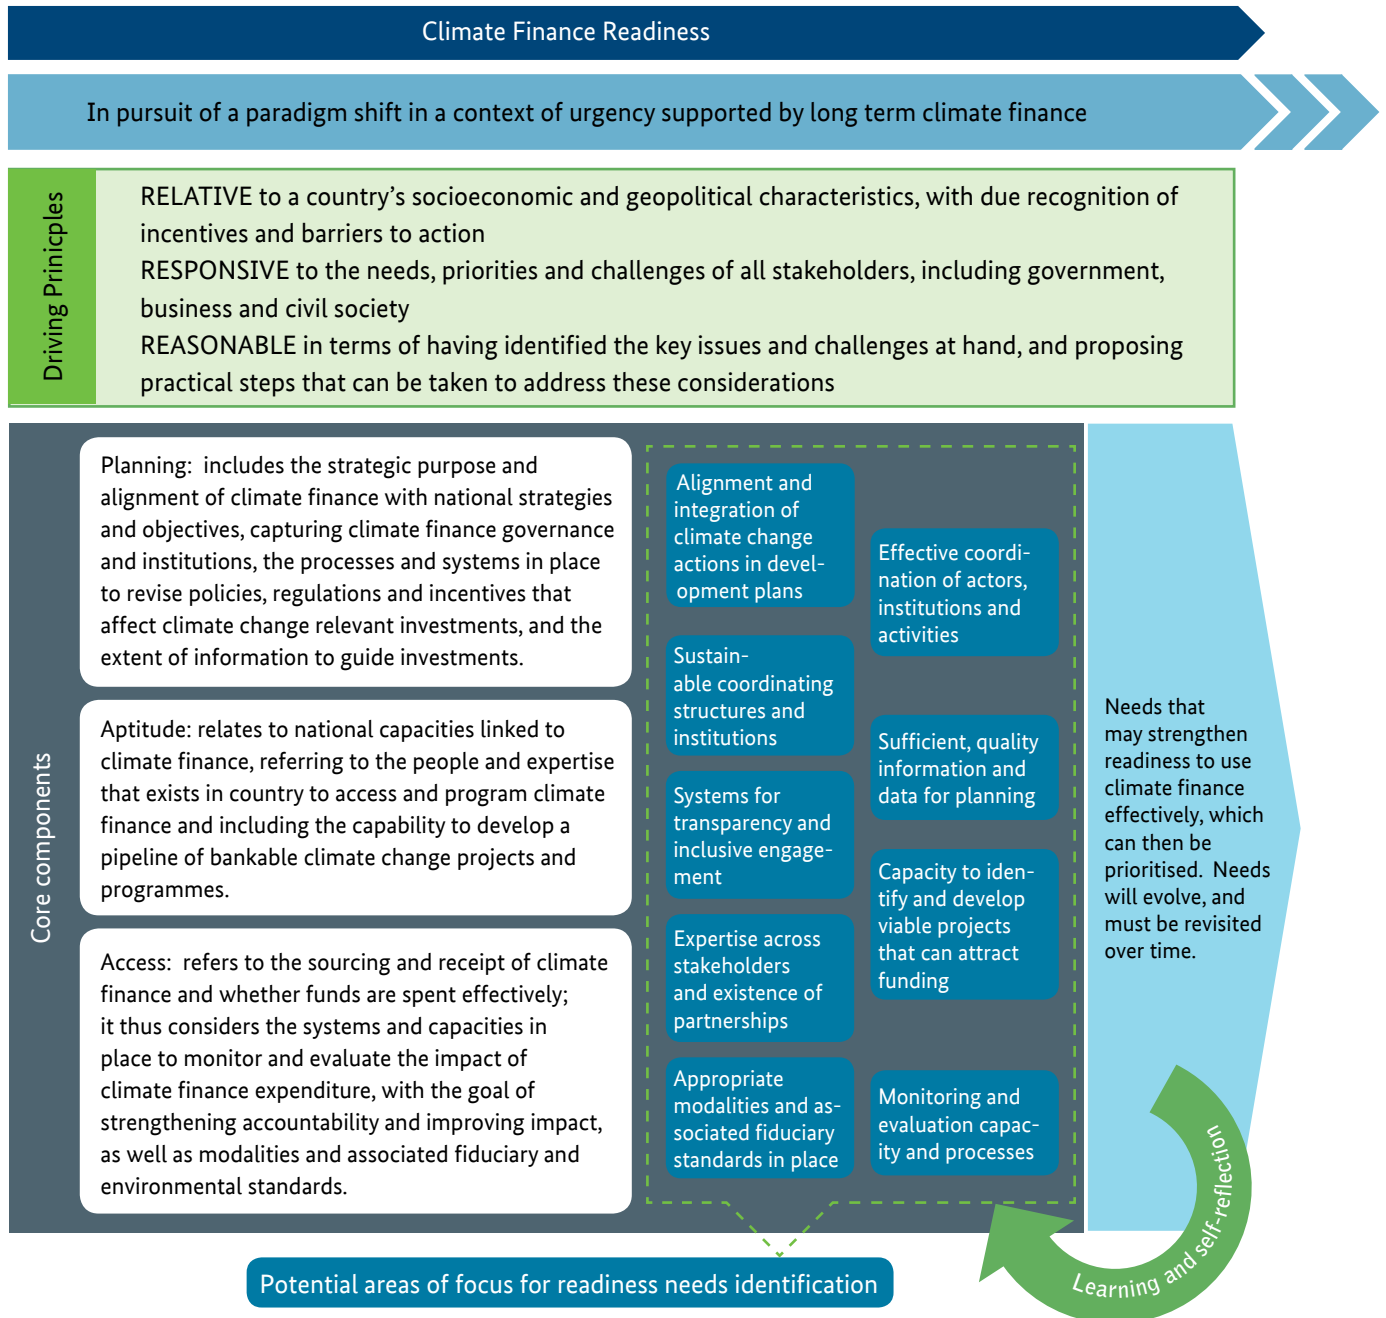 Climate Finance Readiness
In pursuit of a paradigm shift in a context of urgency supported by long term climate finance
Driving Prinicples
RELATIVE to a country’s socioeconomic and geopolitical characteristics, with due recognition of
incentives and barriers to action
RESPONSIVE to the needs, priorities and challenges of all stakeholders, including government,
business and civil society
REASONABLE in terms of having identified the key issues and challenges at hand, and proposing
practical steps that can be taken to address these considerations
Core components
Planning:  includes the strategic purpose and
alignment of climate finance with national strategies
and objectives, capturing climate finance governance
and institutions, the processes and systems in place
to revise policies, regulations and incentives that
affect climate change relevant investments, and the
extent of information to guide investments.
Aptitude: relates to national capacities linked to
climate finance, referring to the people and expertise
that exists in country to access and program climate
finance and including the capability to develop a
pipeline of bankable climate change projects and
programmes.
Access:  refers to the sourcing and receipt of climate
finance and whether funds are spent effectively;
it thus considers the systems and capacities in
place to monitor and evaluate the impact of
climate finance expenditure, with the goal of
strengthening accountability and improving impact,
as well as modalities and associated fiduciary and
environmental standards.
Alignment and
integration of
climate change
actions in devel-
opment plans
Sustain-
able coordinating
structures and
institutions
Systems for
transparency and
inclusive engage-
ment
Expertise across
stakeholders
and existence of
partnerships
Appropriate
modalities and as-
sociated fiduciary
standards in place
Effective coordi-
nation of actors,
institutions and
activities
Sufficient, quality
information and
data for planning
Capacity to iden-
tify and develop
viable projects
that can attract
funding
Monitoring and
evaluation capac-
ity and processes
Needs that
may strengthen
readiness to use
climate finance
effectively, which
can then be
prioritised.  Needs
will evolve, and
must be revisited
over time.
Learning and self-reflection
Potential areas of focus for readiness needs identification